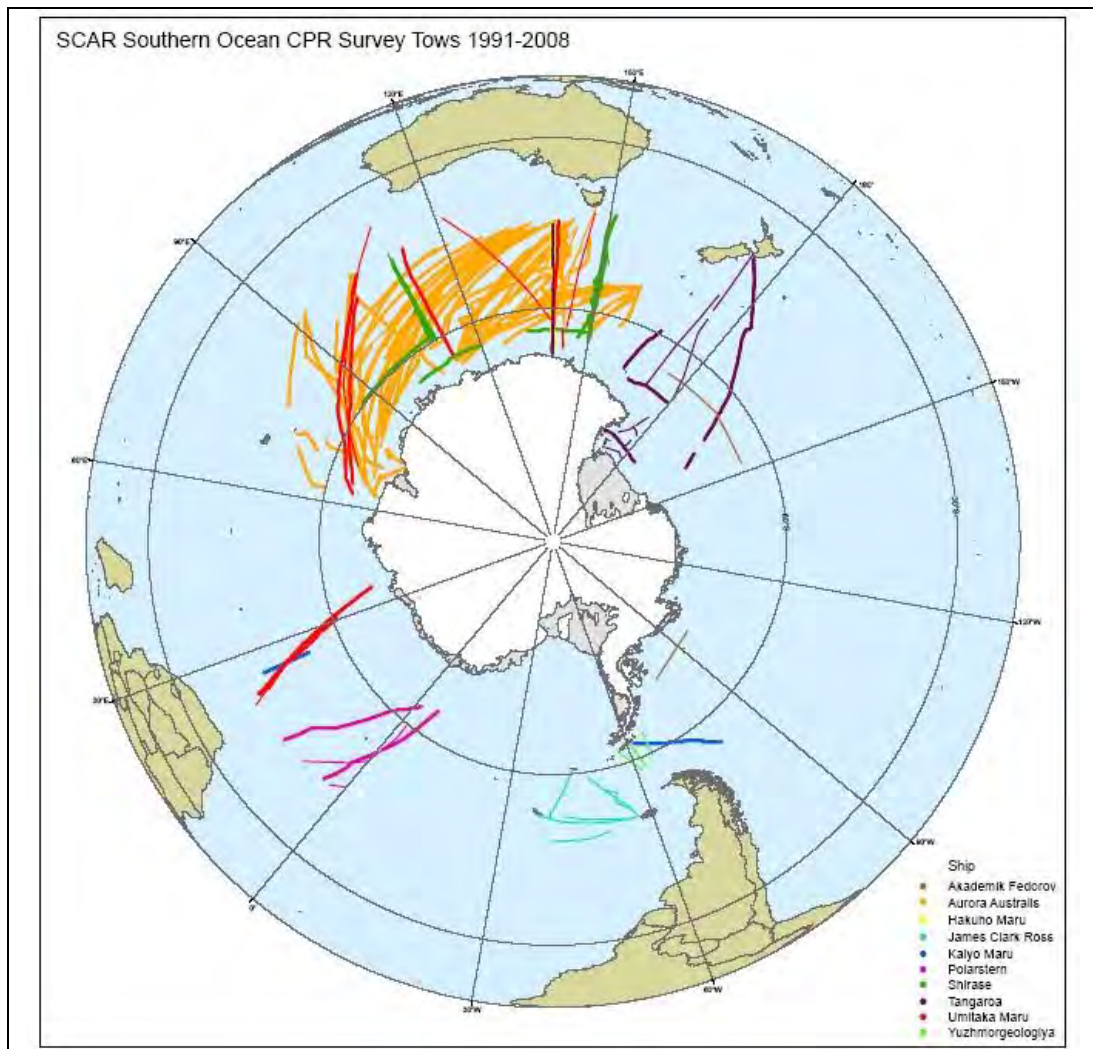 SCAR Southern Ocean CPR Survey Tows 1991-2008
150°E
120°E
180°
90°E
150°W
60°E
60°S
30°S
120°W
30°E
90°W
0°
60°W
30°W
Ship
Akademik Fedorov
Aurora Australis
Hakuho Maru
James Clark Ross
Kaiyo Maru
Polarstern
Shirase
Tangaroa
Umitaka Maru
Yuzhmorgeologiya